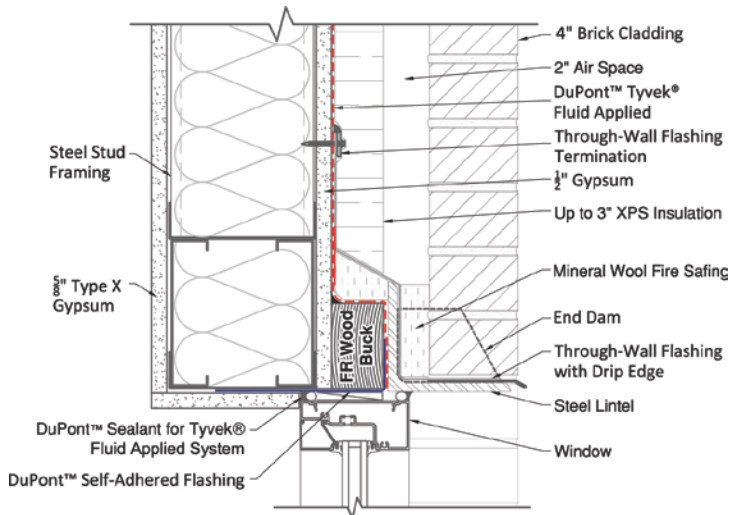 4" Brick Cladding
2" Air Space
DuPont™ Tyvek®
Fluid Applied
Through-Wall Flashing
Termination
½" Gypsum
Up to 3" XPS Insulation
Mineral Wool Fire Safing
End Dam
Through-Wall Flashing
with Drip Edge
Steel Lintel
Window
Steel Stud
Framing
⅝" Type X
Gypsum
FR Wood
Buck
DuPont™ Sealant for Tyvek®
Fluid Applied System
DuPont™ Self-Adhered Flashing